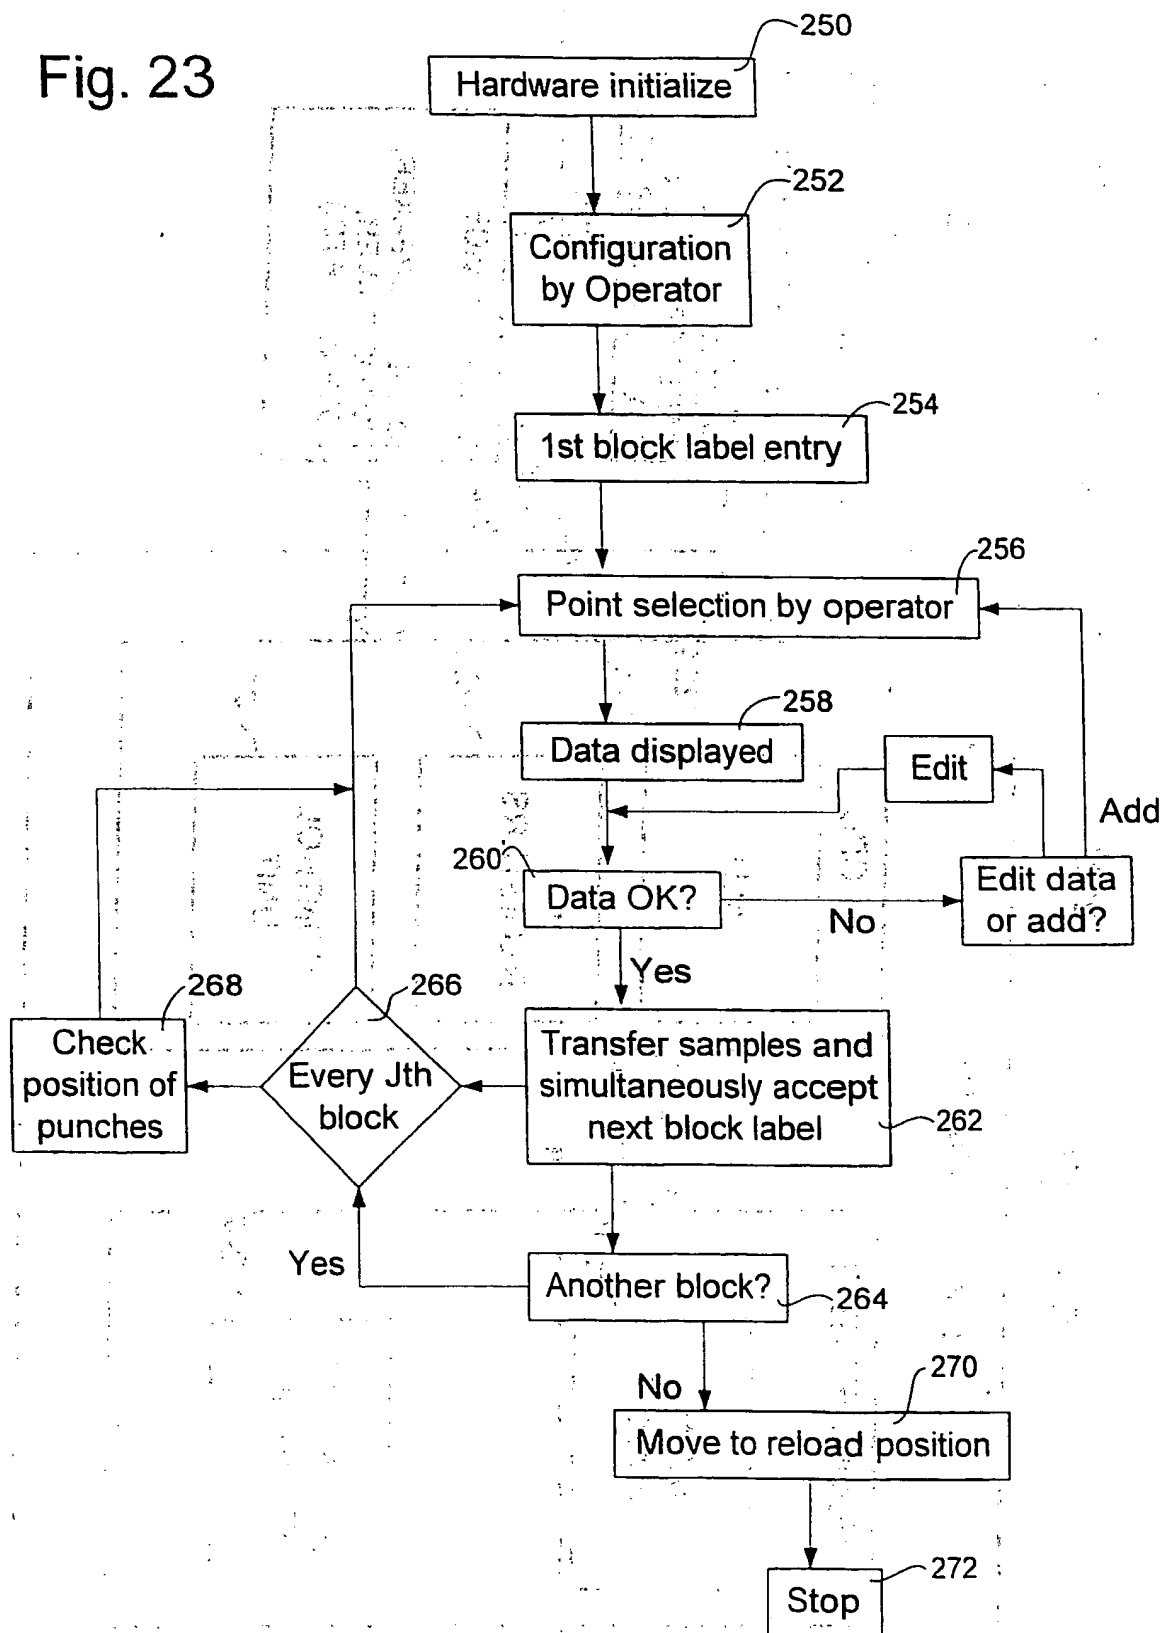 Fig. 23
250
Hardware initialize
252
Configuration
by Operator
254
1st block label entry
256
Point selection by operator
258
Data displayed
Edit
Add
260
Data OK?
No
Edit data
or add?
Yes
268
266
Check
position of
punches
Every Jth
block
Transfer samples and
simultaneously accept
next block label
262
Yes
Another block?
264
No
270
Move to reload position
272
Stop